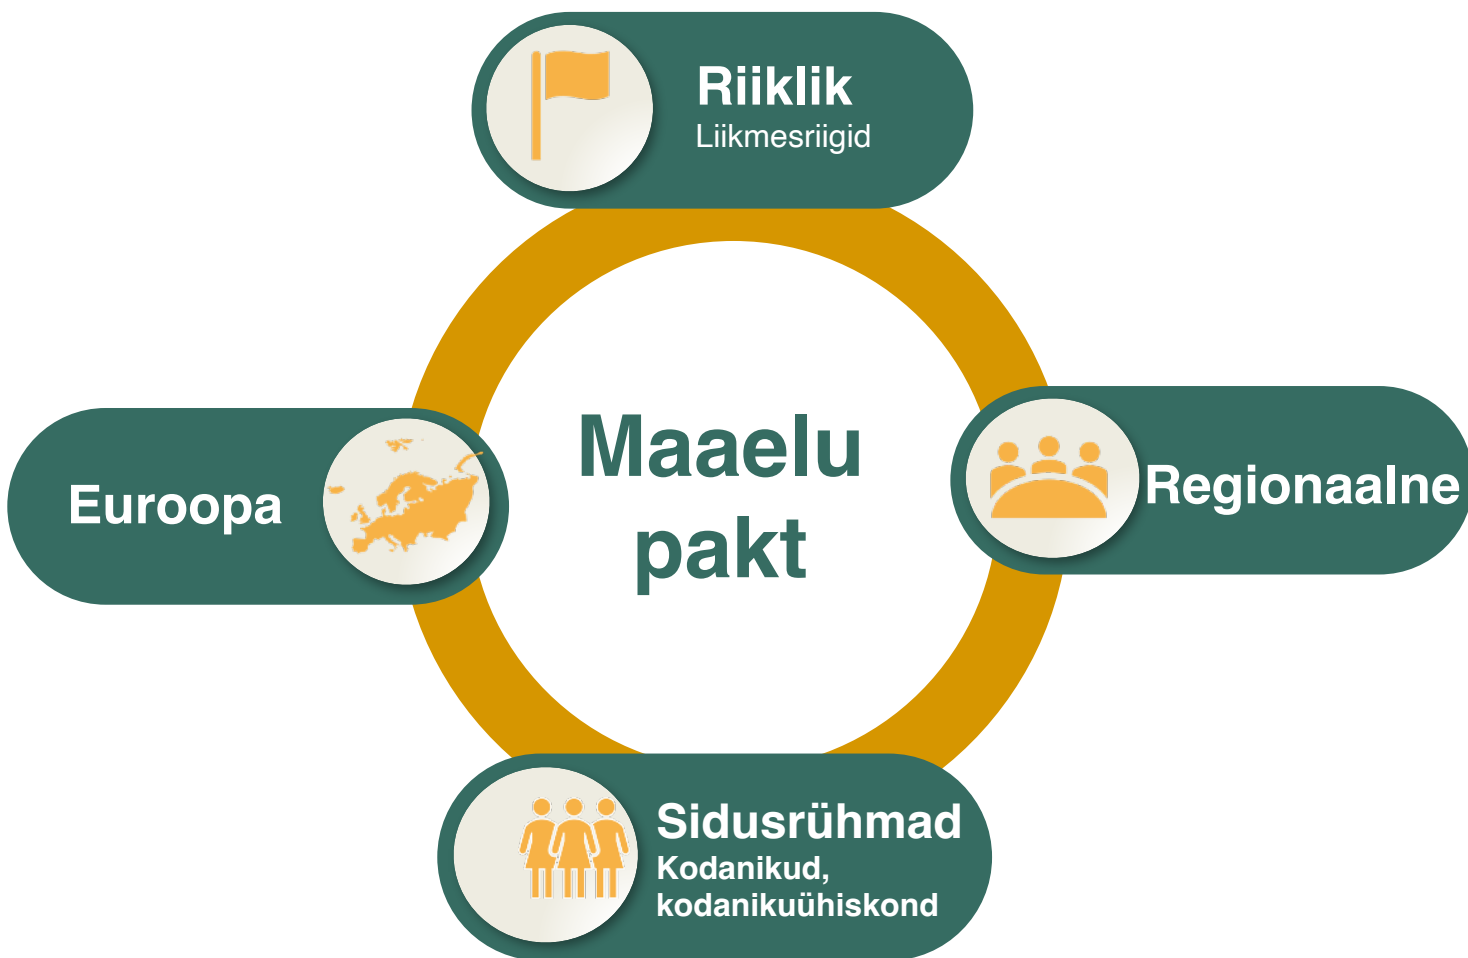 Riiklik
Liikmesriigid
Euroopa
Maaelu
pakt
Regionaalne
Sidusrühmad
Kodanikud,
kodanikuühiskond